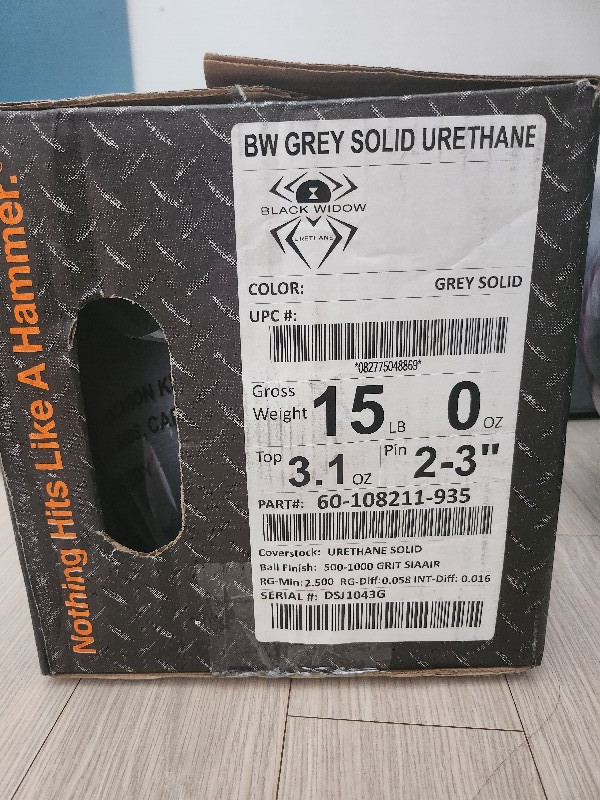 BW GREY SOLID URETHANE
BLACK WIDOW
URETHANE
COLOR: GREY SOLID
UPC #:
*082775048869*
Gross Weight 15 LB 0 OZ
Top 3.1 OZ Pin 2-3"
PART#: 60-108211-935
Coverstock: URETHANE SOLID
Ball Finish: 500-1000 GRIT SIAAIR
RG-Min: 2.500 RG-Diff: 0.058 INT-Diff: 0.016
SERIAL #: DSJ1043G
Nothing Hits Like A Hammer.